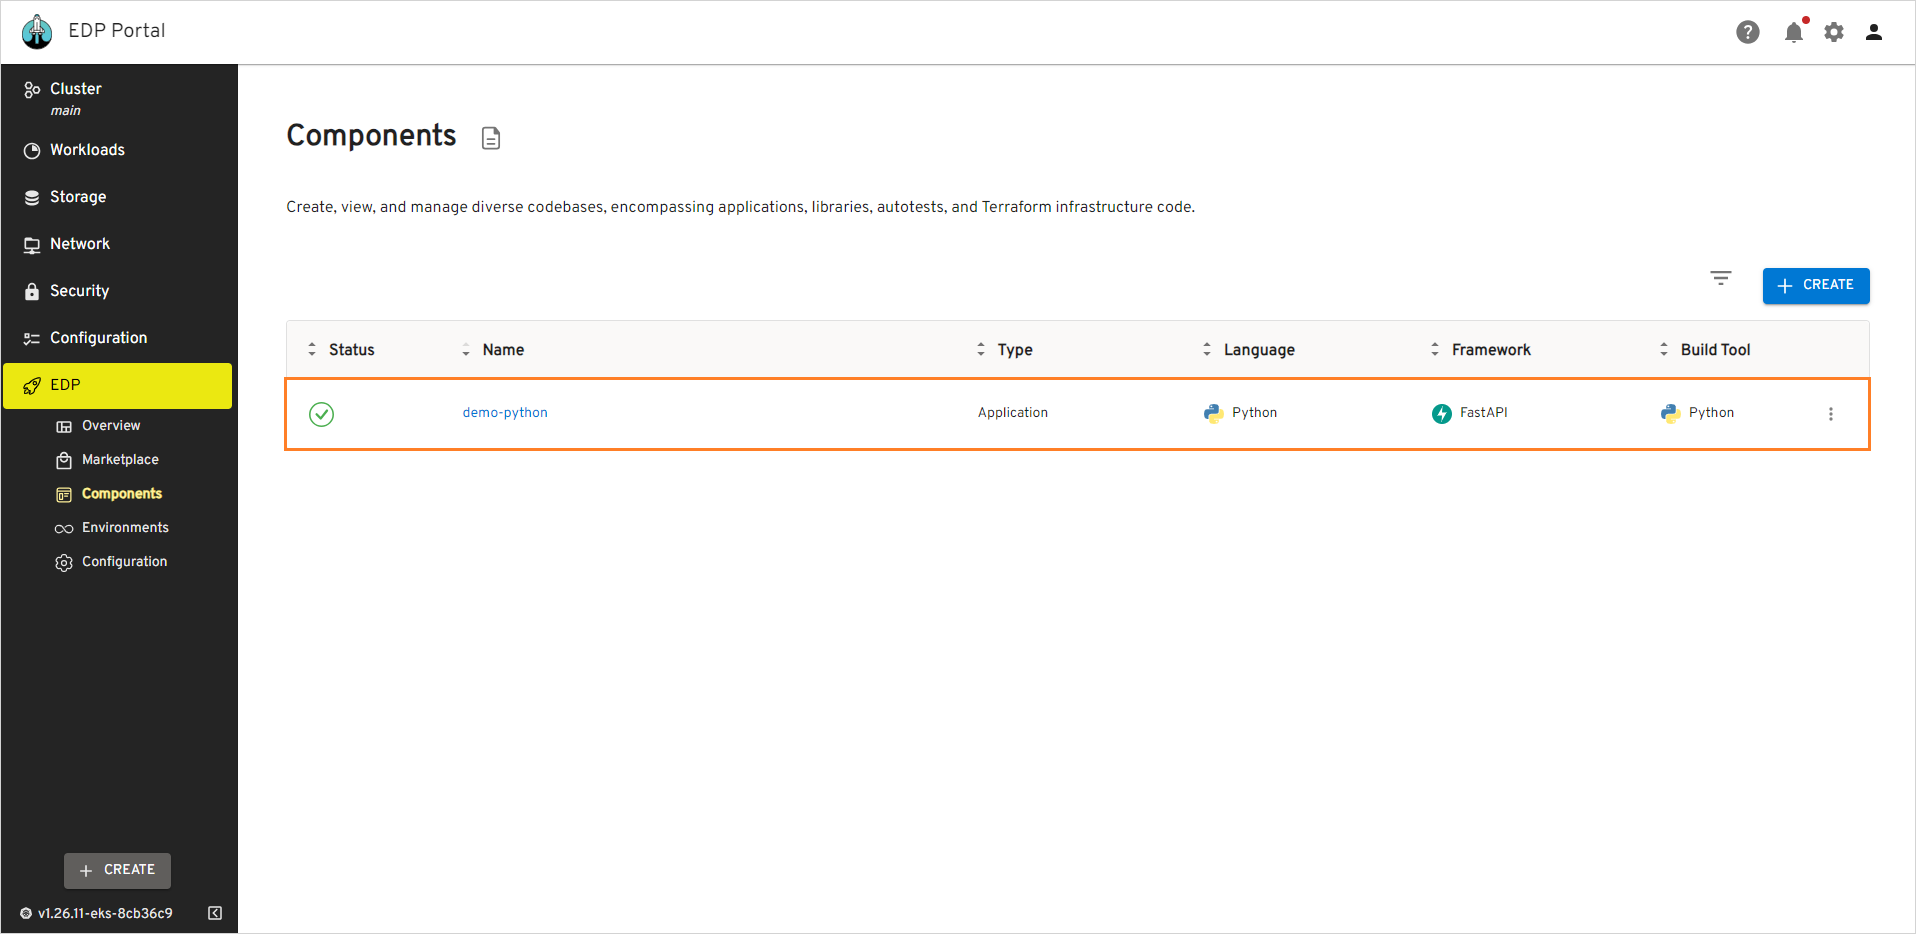 EDP Portal
Cluster
main
Workloads
Storage
Network
Security
Configuration
EDP
Overview
Marketplace
Components
Environments
Configuration
CREATE
v1.26.11-eks-8cb36c9
Components
Create, view, and manage diverse codebases, encompassing applications, libraries, autotests, and Terraform infrastructure code.
CREATE
Status Name Type Language Framework Build Tool
demo-python Application Python FastAPI Python